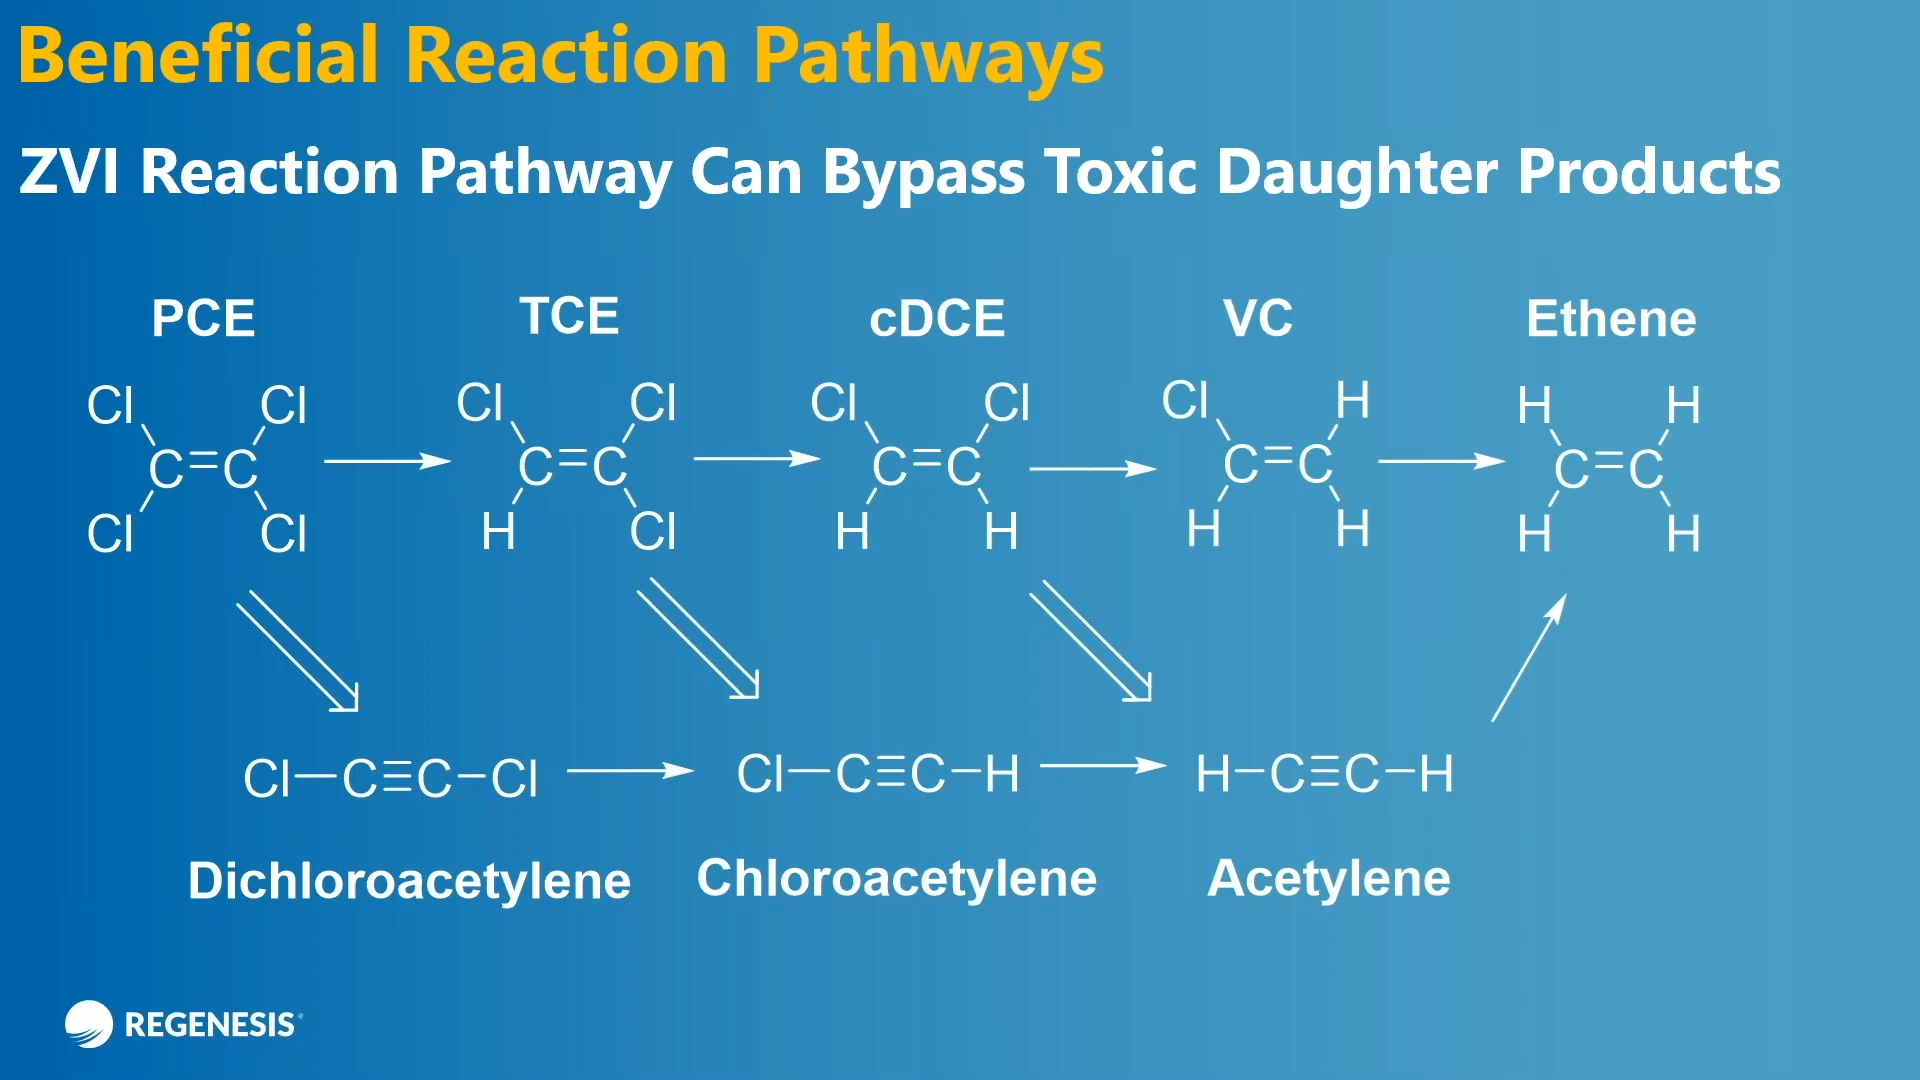 Beneficial Reaction Pathways
ZVI Reaction Pathway Can Bypass Toxic Daughter Products
PCE TCE cDCE VC Ethene
Cl Cl Cl Cl Cl Cl Cl H H H
C=C C=C C=C C=C C=C
Cl Cl H Cl H H H H H H
Cl—C≡C–Cl Cl—C≡C–H H–C≡C–H
Dichloroacetylene Chloroacetylene Acetylene
REGENESIS®